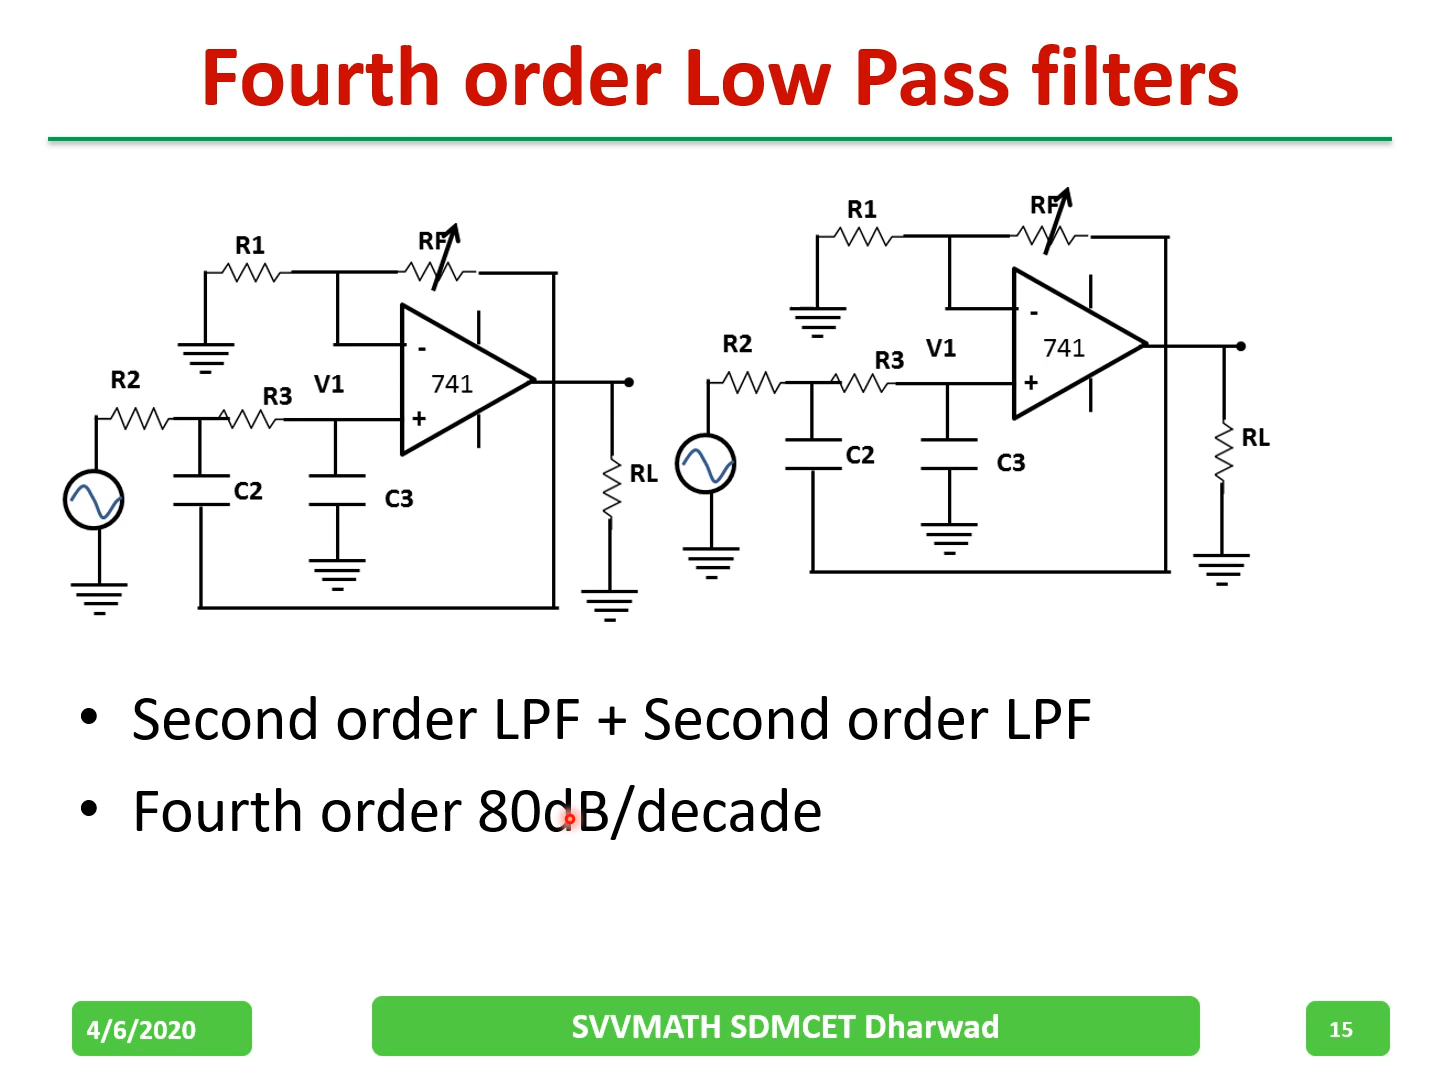 Fourth order Low Pass filters
R1
RF
-
741
+
R2
R3
V1
C2
C3
RL
R1
RF
-
741
+
R2
R3
V1
C2
C3
RL
• Second order LPF + Second order LPF
• Fourth order 80dB/decade
4/6/2020
SVVMATH SDMCET Dharwad
15